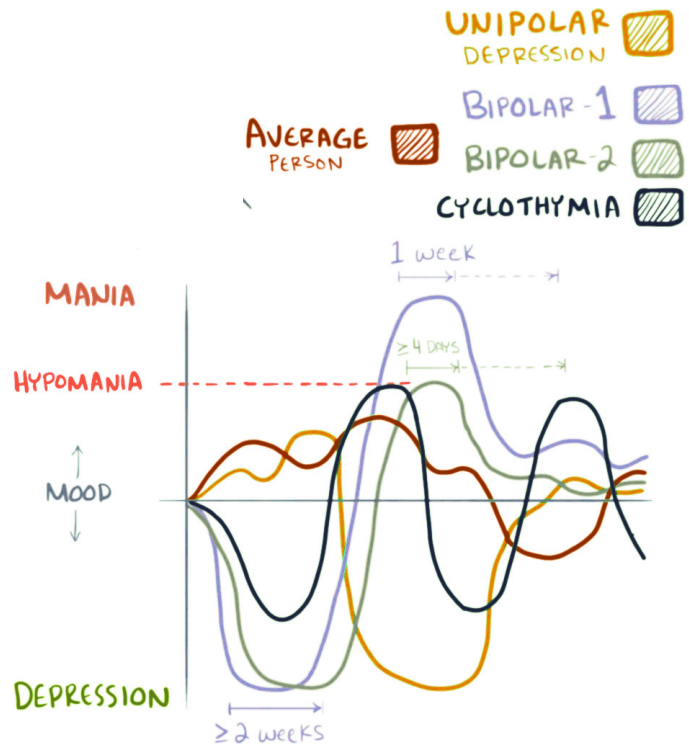 UNIPOLAR
DEPRESSION
BIPOLAR-1
AVERAGE
PERSON
BIPOLAR-2
CYCLOTHYMIA
1 WEEK
MANIA
≥4 DAYS
HYPOMANIA
MOOD
DEPRESSION
≥2 WEEKS